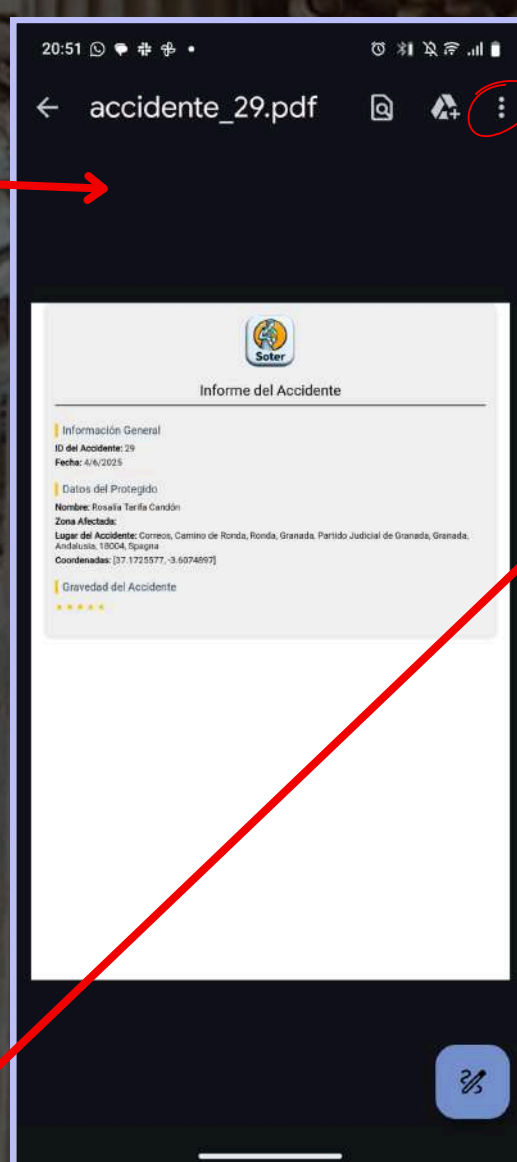 20:51
accidente_29.pdf
Soter
Informe del Accidente
Información General
ID del Accidente: 29
Fecha: 4/6/2025
Datos del Protegido
Nombre: Rosalía Tarifa Candón
Zona Afectada:
Lugar del Accidente: Correos, Camino de Ronda, Ronda, Granada, Partido Judicial de Granada, Granada,
Andalusia, 18004, Spagna
Coordenadas: [37.1725577, -3.6074897]
Gravedad del Accidente